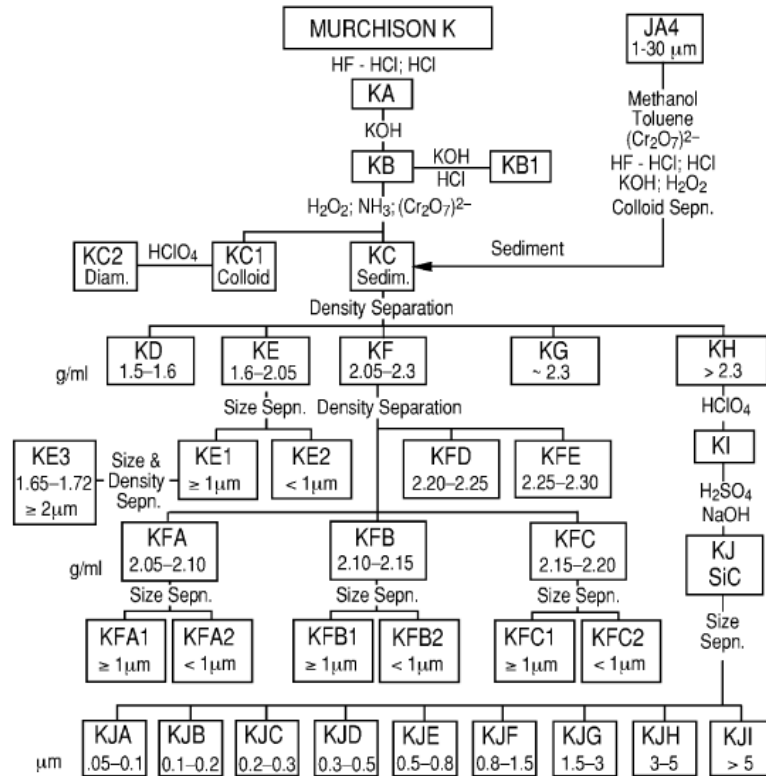 MURCHISON K
JA4
1-30 μm
HF - HCl; HCl
KA
KOH
KB
KOH
HCl
KB1
Methanol
Toluene
(Cr₂O₇)²⁻
HF - HCl; HCl
KOH; H₂O₂
Colloid Sepn.
H₂O₂; NH₃; (Cr₂O₇)²⁻
KC2
Diam.
HClO₄
KC1
Colloid
KC
Sedim.
Sediment
Density Separation
g/ml
KD
1.5–1.6
KE
1.6–2.05
KF
2.05–2.3
KG
~ 2.3
KH
> 2.3
Size Sepn.
Density Separation
HClO₄
KI
KE3
1.65–1.72
≥ 2μm
Size &
Density
Sepn.
KE1
≥ 1μm
KE2
< 1μm
KFD
2.20–2.25
KFE
2.25–2.30
H₂SO₄
NaOH
KJ
SiC
g/ml
KFA
2.05–2.10
KFB
2.10–2.15
KFC
2.15–2.20
Size Sepn.
Size Sepn.
Size Sepn.
Size
Sepn.
KFA1
≥ 1μm
KFA2
< 1μm
KFB1
≥ 1μm
KFB2
< 1μm
KFC1
≥ 1μm
KFC2
< 1μm
μm
KJA
.05–0.1
KJB
0.1–0.2
KJC
0.2–0.3
KJD
0.3–0.5
KJE
0.5–0.8
KJF
0.8–1.5
KJG
1.5–3
KJH
3–5
KJI
> 5